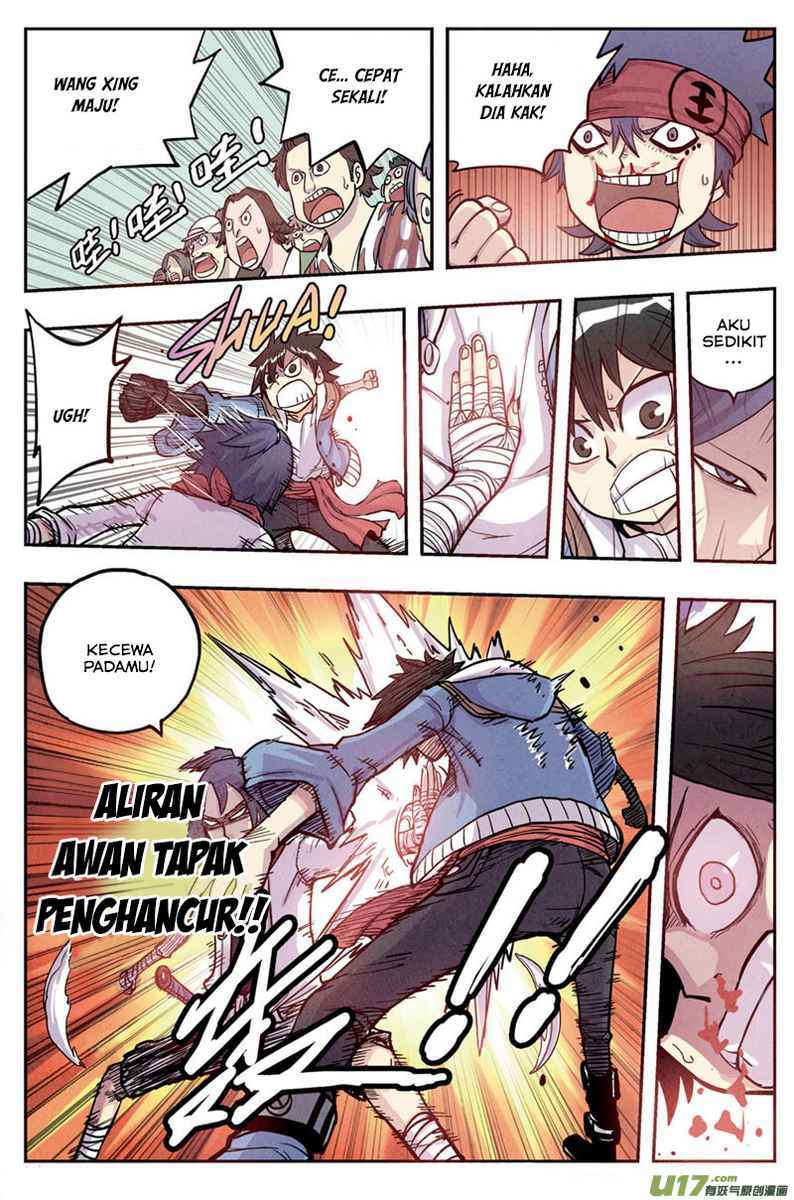 WANG XING
MAJU!
CE... CEPAT
SEKALI!
哇! 哇! 哇!
HAHA,
KALAHKAN
DIA KAK!
王
UGH!
SHUA!
AKU
SEDIKIT
...
KECEWA
PADAMU!
ALIRAN
AWAN TAPAK
PENGHANCUR!!
!!
U17.com
有妖气原创漫画